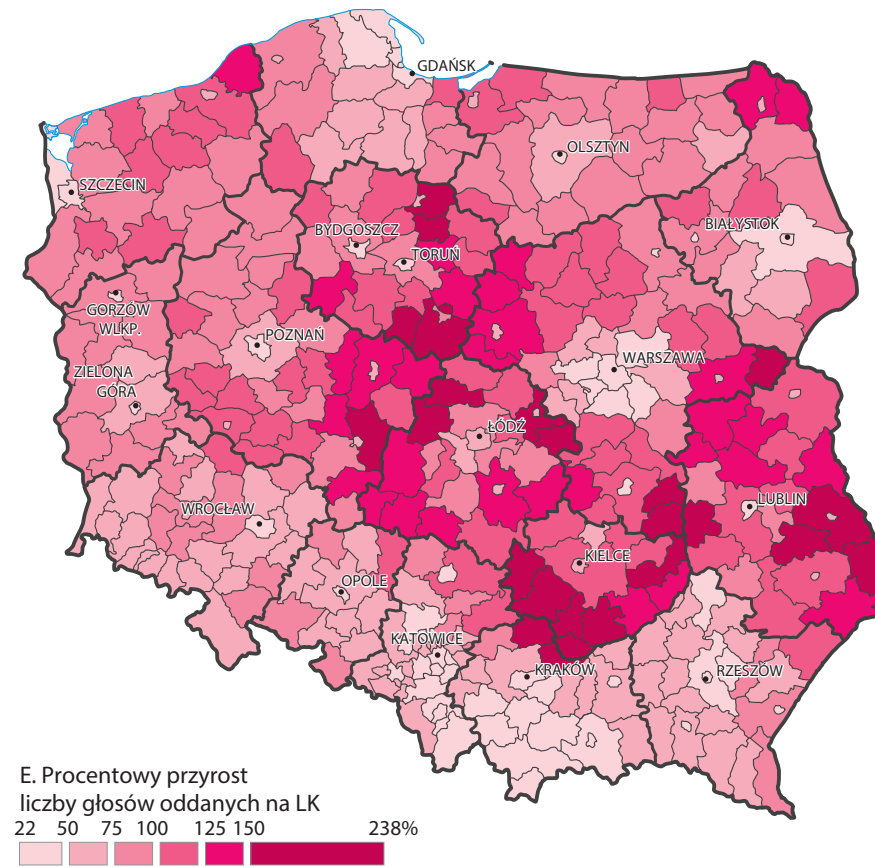 GDAŃSK
OLSZTYN
SZCZECIN
BYDGOSZCZ
BIAŁYSTOK
TORUŃ
GORZÓW
WLKP.
POZNAŃ
WARSZAWA
ZIELONA
GÓRA
ŁÓDŹ
WROCŁAW
LUBLIN
KIELCE
OPOLE
KATOWICE
KRAKÓW
RZESZÓW
E. Procentowy przyrost
liczby głosów oddanych na LK
22 50 75 100 125 150 238%